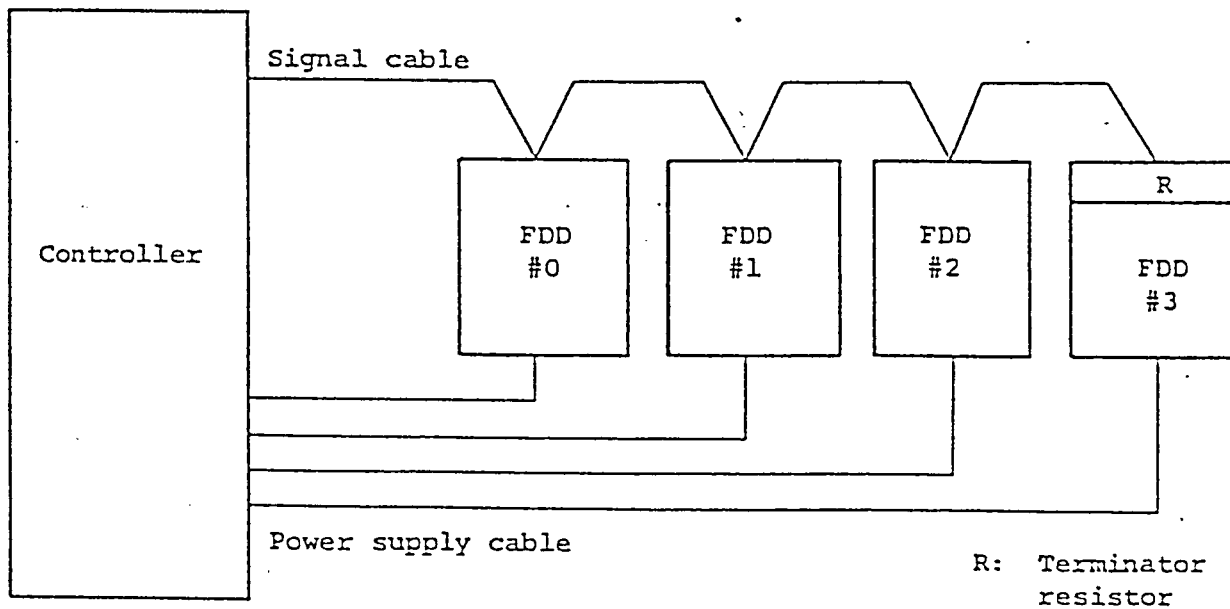 Signal cable
Controller
FDD
#0
FDD
#1
FDD
#2
R
FDD
#3
Power supply cable
R: Terminator
resistor